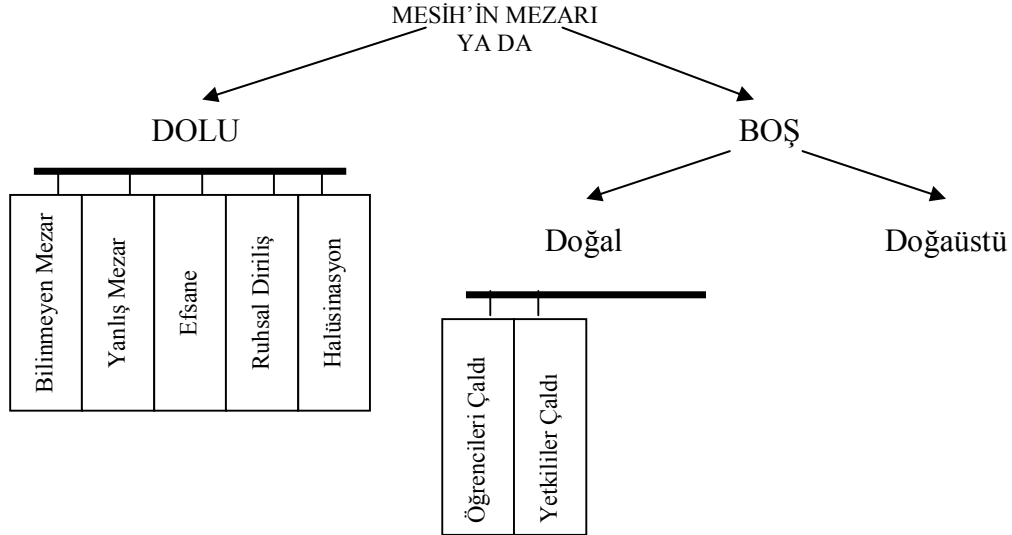 MESİH'İN MEZARI
YA DA
DOLU
BOŞ
Bilinmeyen Mezar
Yanlış Mezar
Efsane
Ruhsal Diriliş
Halüsinasyon
Doğal
Doğaüstü
Öğrencileri Çaldı
Yetkililer Çaldı